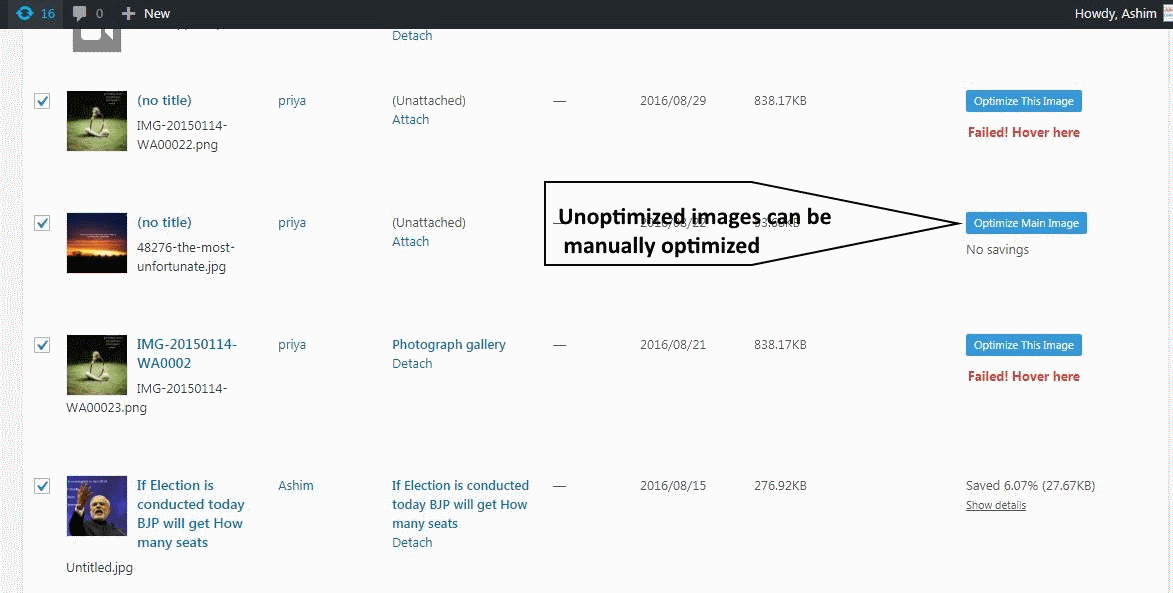 16 0 New Howdy, Ashim
Detach
(no title) priya (Unattached) — 2016/08/29 838.17KB Optimize This Image
IMG-20150114- Attach Failed! Hover here
WA00022.png
(no title) priya (Unattached) — 2016/08/22 Optimize Main Image
48276-the-most- Attach No savings
unfortunate.jpg
Unoptimized images can be
manually optimized
IMG-20150114- priya Photograph gallery — 2016/08/21 838.17KB Optimize This Image
WA0002 Detach Failed! Hover here
IMG-20150114-
WA00023.png
If Election is Ashim If Election is conducted — 2016/08/15 276.92KB Saved 6.07% (27.67KB)
conducted today today BJP will get How Show details
BJP will get How many seats
many seats Detach
Untitled.jpg